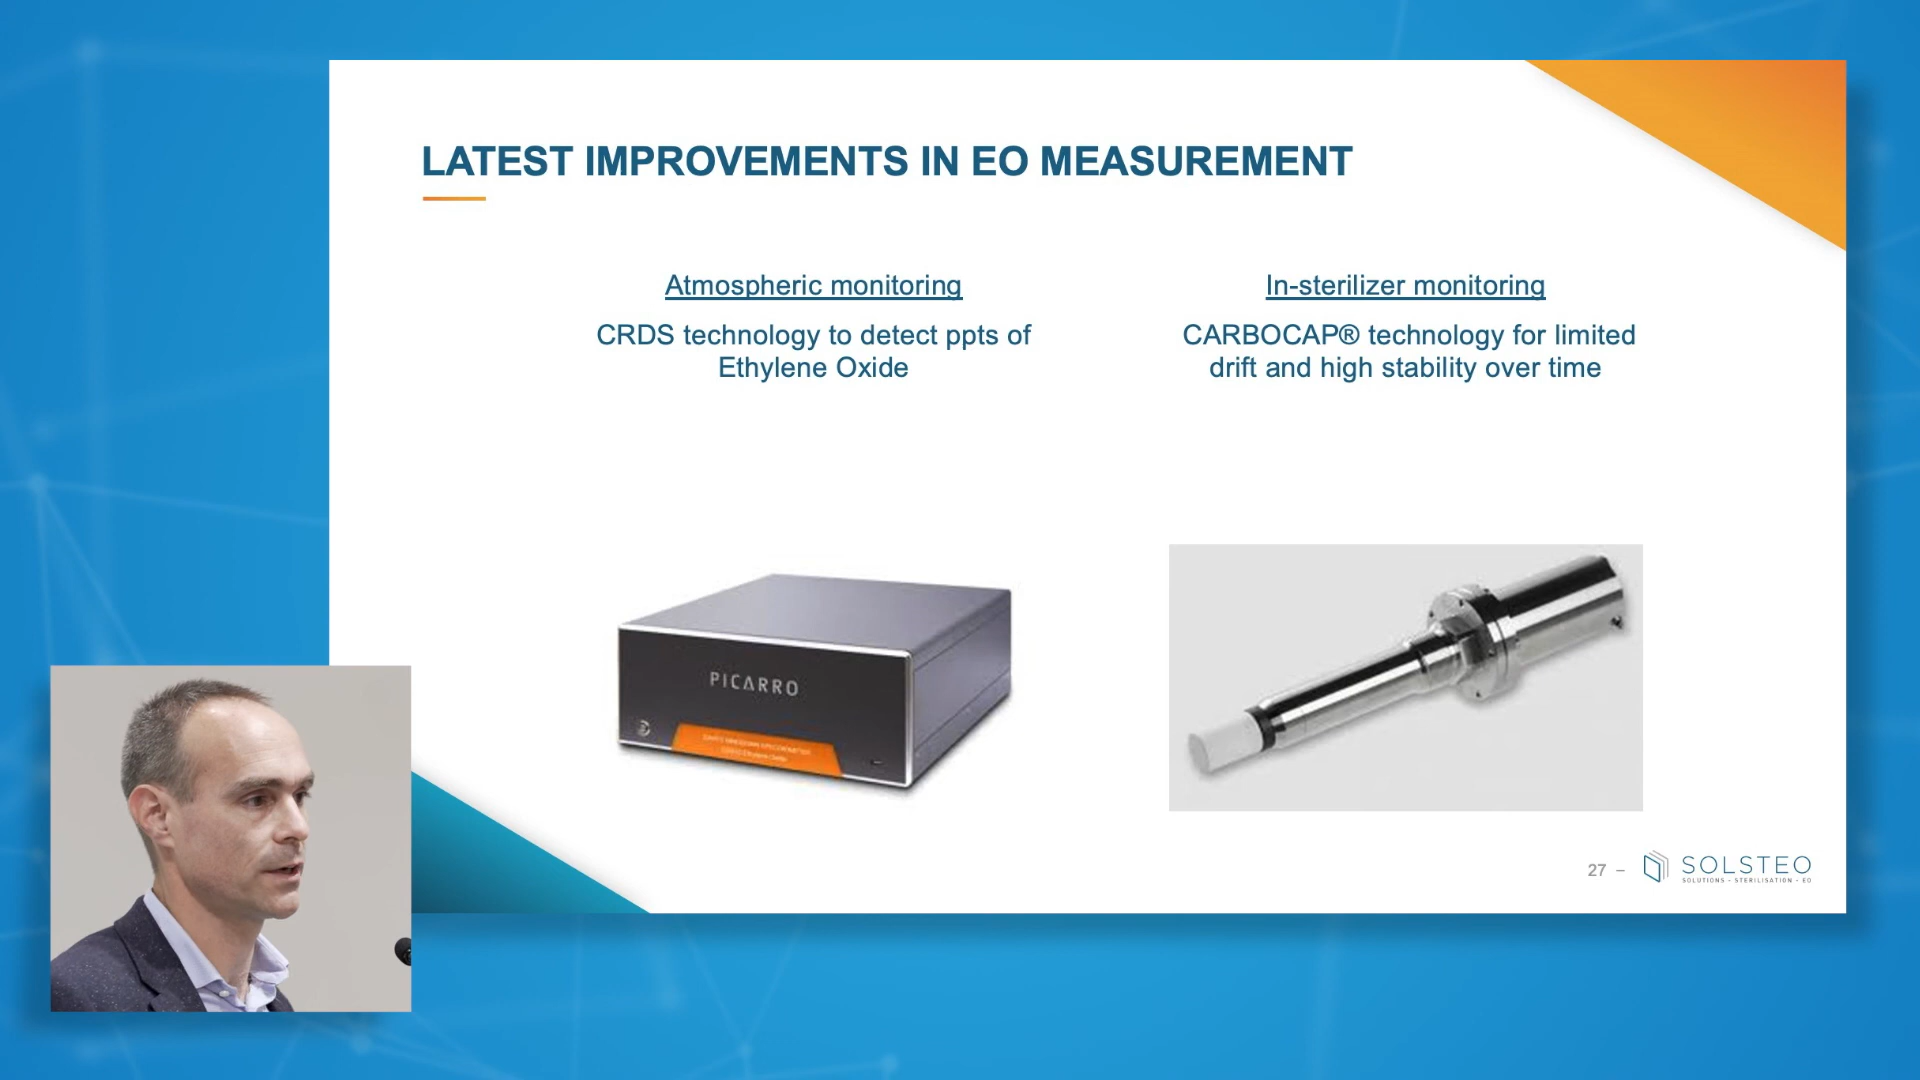 LATEST IMPROVEMENTS IN EO MEASUREMENT
Atmospheric monitoring
CRDS technology to detect ppts of
Ethylene Oxide
In-sterilizer monitoring
CARBOCAP® technology for limited
drift and high stability over time
PICARRO
27 –
SOLSTEO
SOLUTIONS - STERILISATION - EO